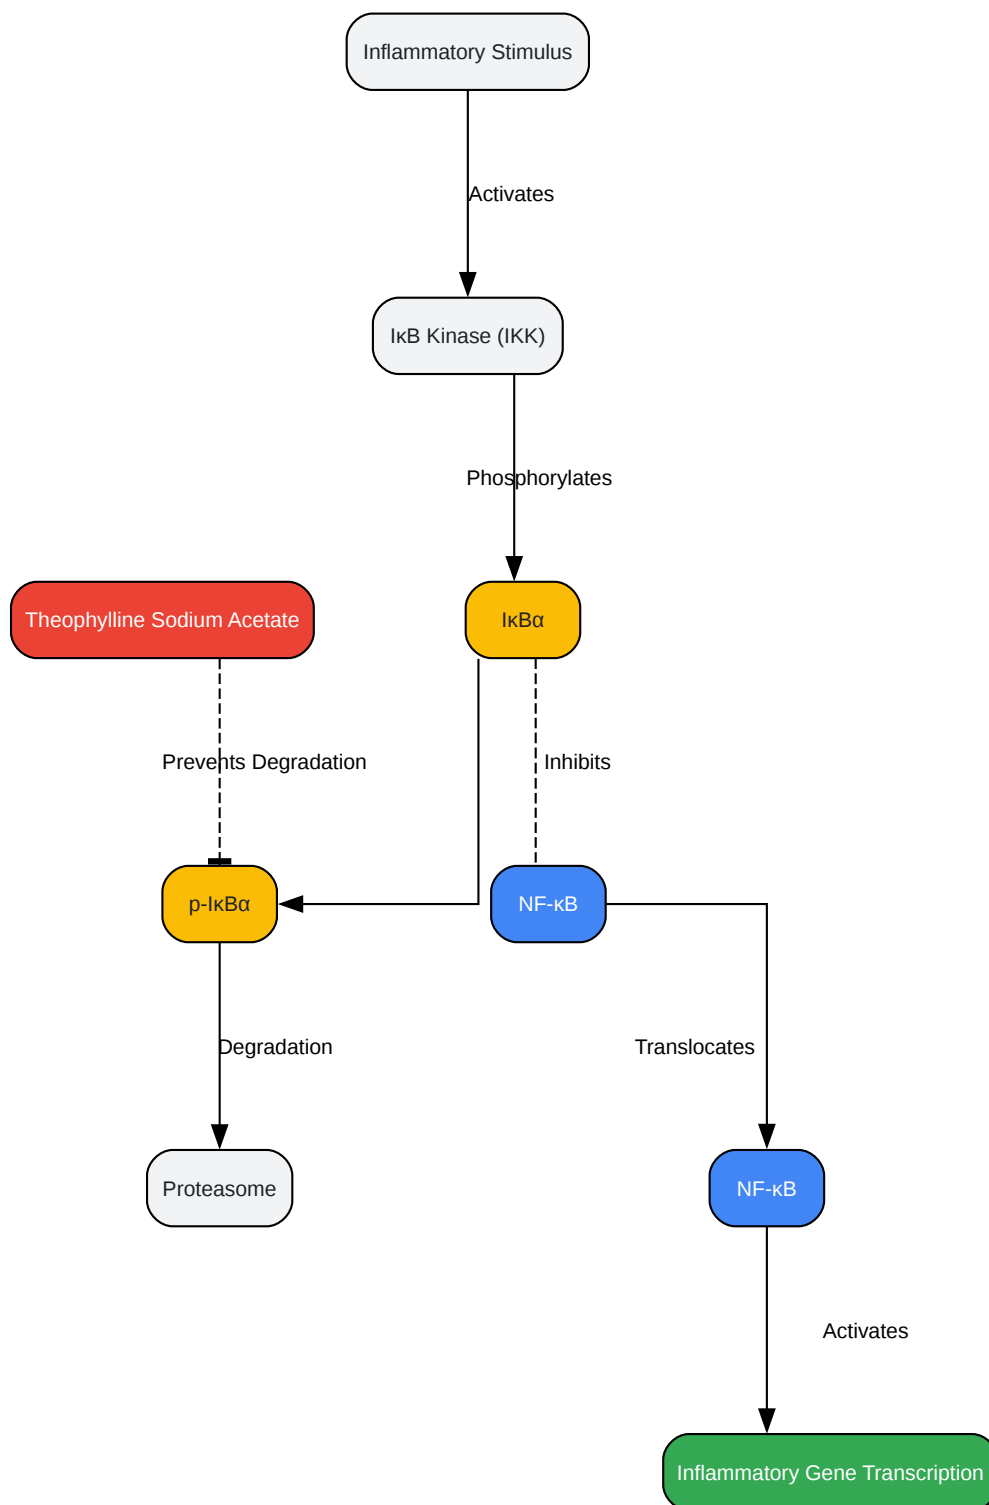 Inflammatory Stimulus
Activates
IκB Kinase (IKK)
Phosphorylates
Theophylline Sodium Acetate
IκBα
Prevents Degradation
Inhibits
p-IκBα
NF-κB
Degradation
Translocates
Proteasome
NF-κB
Activates
Inflammatory Gene Transcription